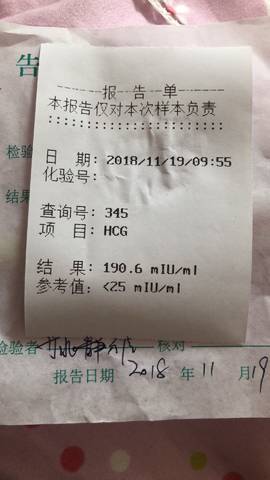 告
报告单
本报告仅对本次样本负责
检验
日 期: 2018/11/19/09:55
化验号:
结果
查询号: 345
项 目: HCG
结 果: 190.6 mIU/ml
参考值: <25 mIU/ml
检验者 核对
报告日期 2018 年 11 月 19